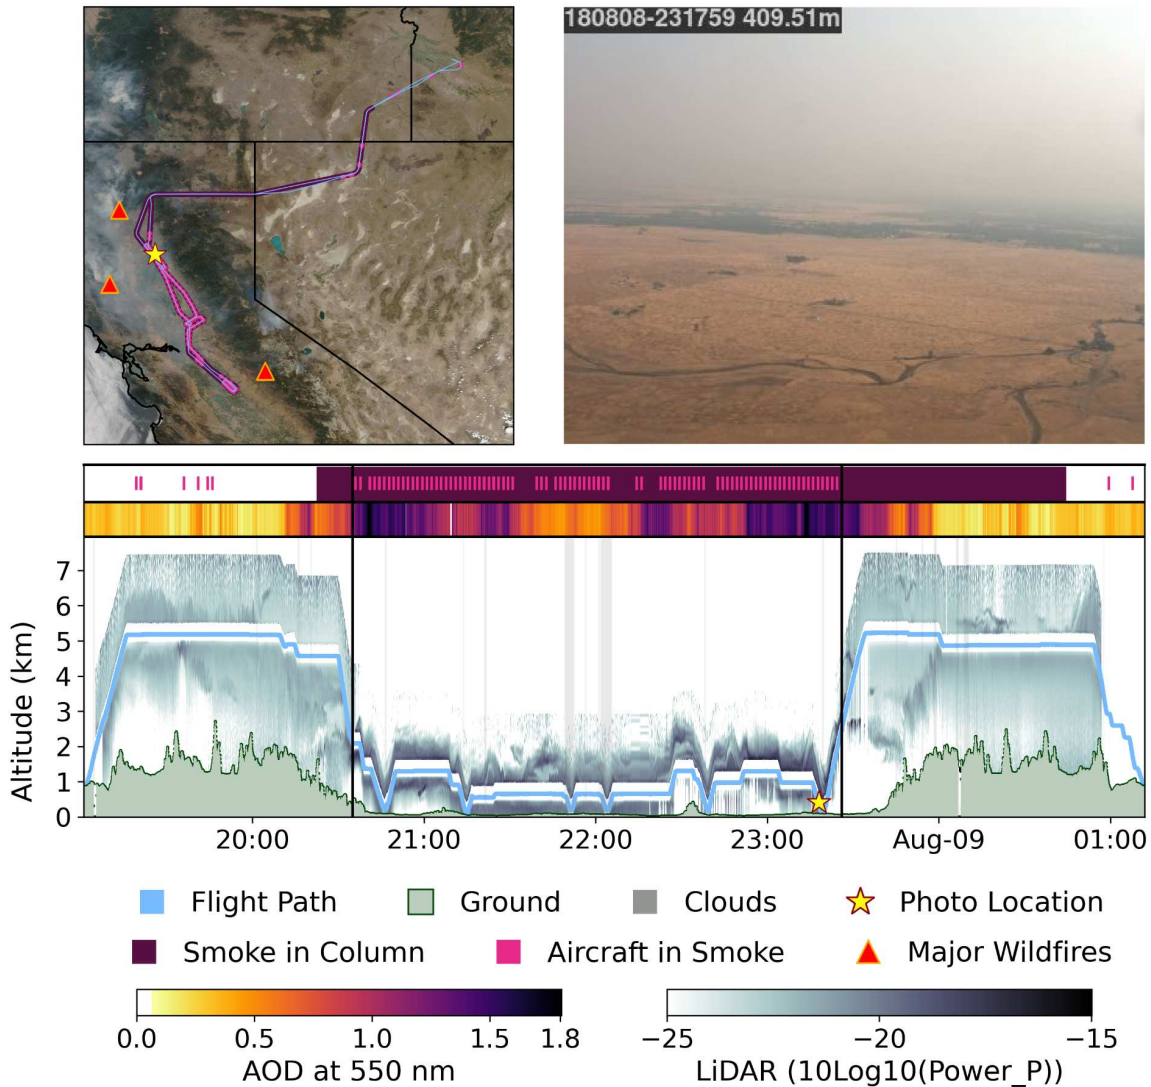 180808-231759 409.51m
7
6
5
4
3
2
1
0
Altitude (km)
20:00 21:00 22:00 23:00 Aug-09 01:00
Flight Path Ground Clouds Photo Location
Smoke in Column Aircraft in Smoke Major Wildfires
0.0 0.5 1.0 1.5 1.8
AOD at 550 nm
−25 −20 −15
LiDAR (10Log10(Power_P))